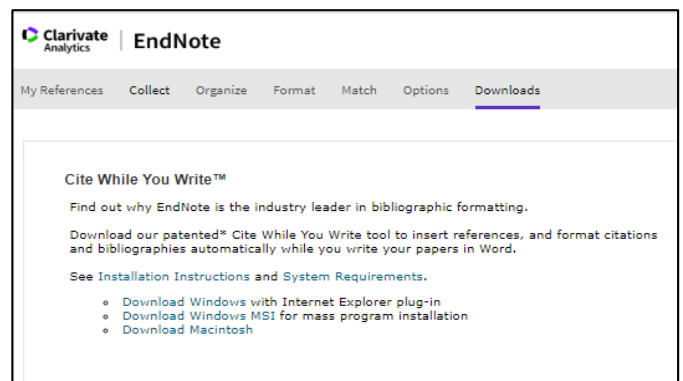 Clarivate
Analytics
EndNote
My References Collect Organize Format Match Options Downloads
Cite While You Write™
Find out why EndNote is the industry leader in bibliographic formatting.
Download our patented* Cite While You Write tool to insert references, and format citations
and bibliographies automatically while you write your papers in Word.
See Installation Instructions and System Requirements.
Download Windows with Internet Explorer plug-in
Download Windows MSI for mass program installation
Download Macintosh